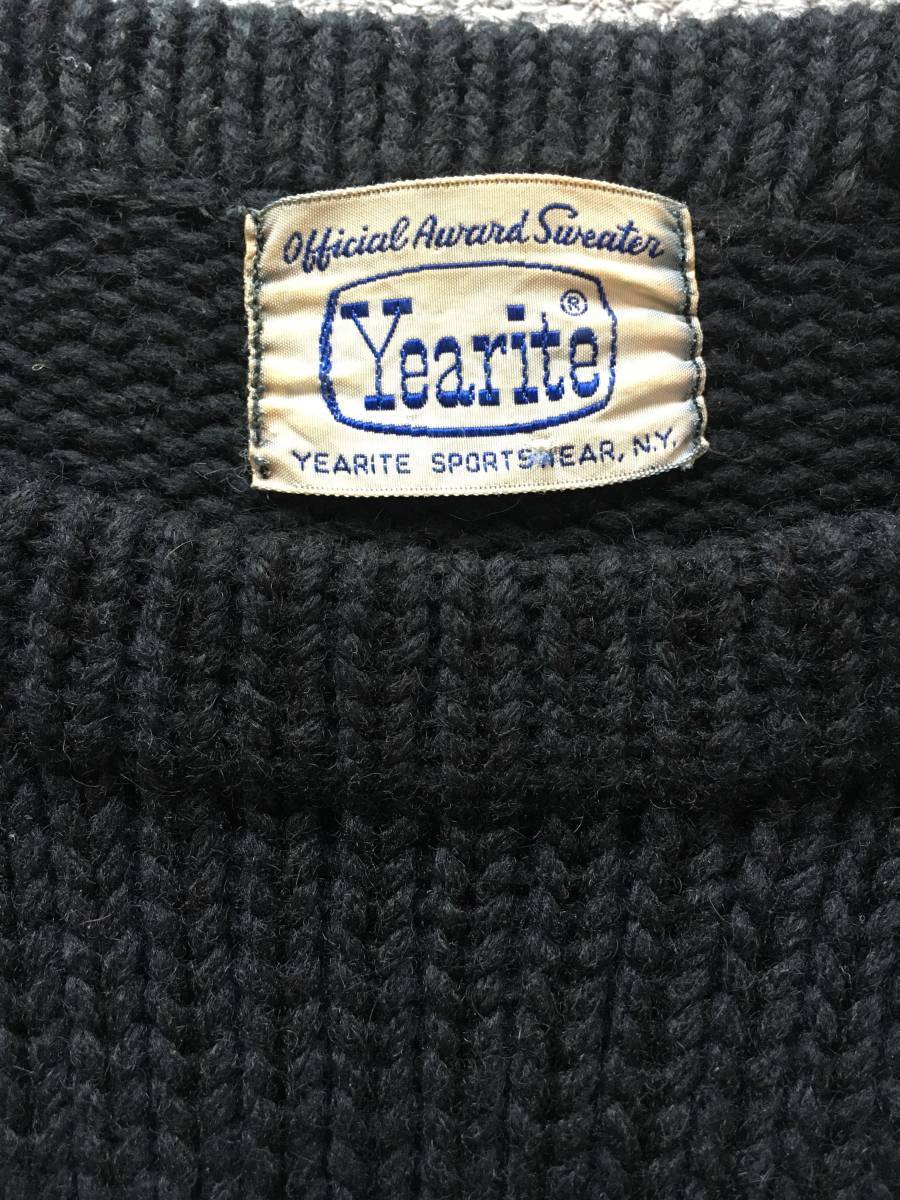 Official Award Sweater
Yearite®
YEARITE SPORTSWEAR, N.Y.